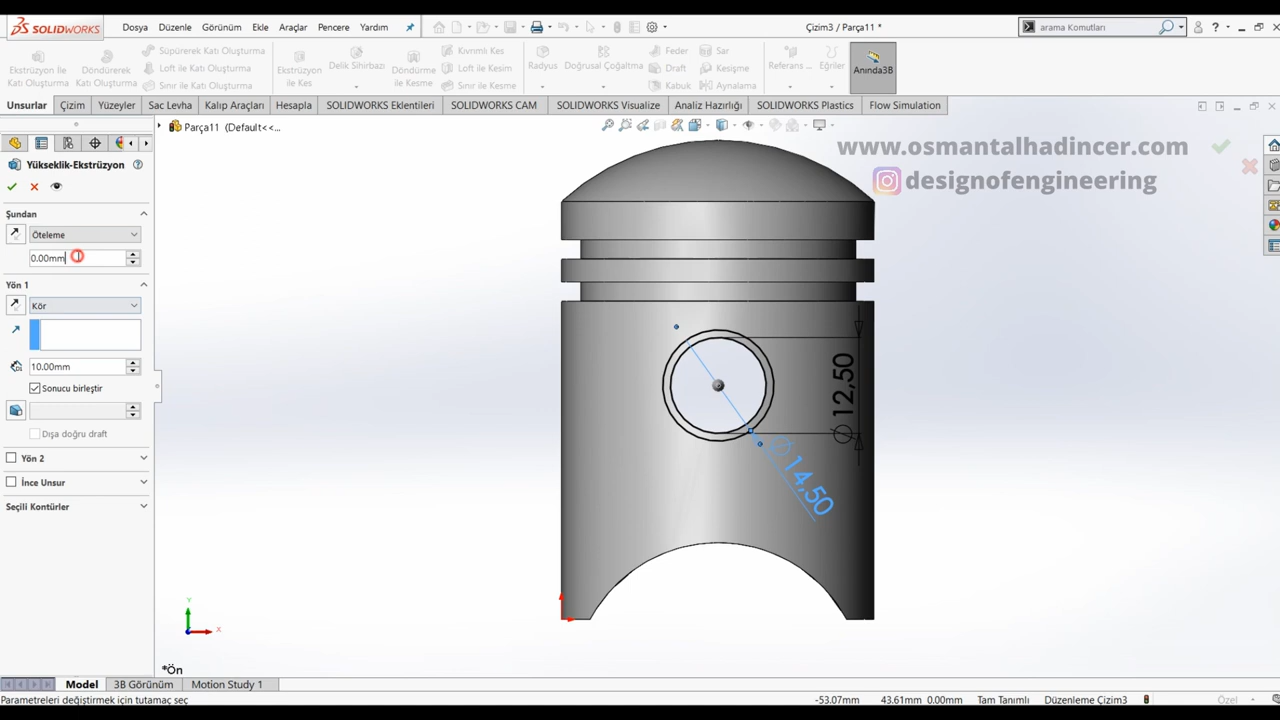 SOLIDWORKS
Dosya Düzenle Görünüm Ekle Araçlar Pencere Yardım
Çizim3 / Parça11 *
arama Komutları
Ekstrüzyon İle Katı Oluşturma
Döndürerek Katı Oluşturma
Süpürerek Katı Oluşturma
Loft ile Katı Oluşturma
Sınır ile Katı Oluşturma
Ekstrüzyon ile Kes
Delik Sihirbazı
Döndürme ile Kesme
Kıvrımlı Kes
Loft ile Kesim
Sınır ile Kesme
Radyus
Doğrusal Çoğaltma
Feder
Draft
Kabuk
Sar
Kesişme
Aynalama
Referans ...
Eğriler
Anında3B
Unsurlar Çizim Yüzeyler Sac Levha Kalıp Araçları Hesapla SOLIDWORKS Eklentileri SOLIDWORKS CAM SOLIDWORKS Visualize Analiz Hazırlığı SOLIDWORKS Plastics Flow Simulation
Parça11 (Default<<...
www.osmantalhadincer.com
designofengineering
Yükseklik-Ekstrüzyon
Şundan
Öteleme
0.00mm
Yön 1
Kör
10.00mm
Sonucu birleştir
Dışa doğru draft
Yön 2
İnce Unsur
Seçili Kontürler
∅12,50
∅14,50
Y
X
*Ön
Model 3B Görünüm Motion Study 1
Parametreleri değiştirmek için tutamaç seç
-53.07mm 43.61mm 0.00mm Tam Tanımlı Düzenleme Çizim3 Özel